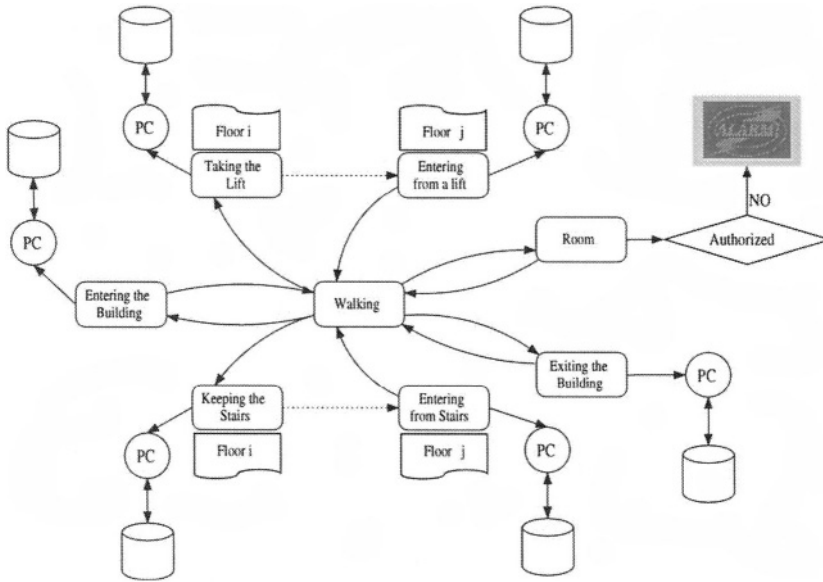 PC
Floor i
Taking the
Lift
Floor j
Entering
from a lift
PC
ALARM
NO
PC
Entering the
Building
Walking
Room
Authorized
Keeping the
Stairs
Floor i
Entering
from Stairs
Floor j
Exiting the
Building
PC
PC
PC